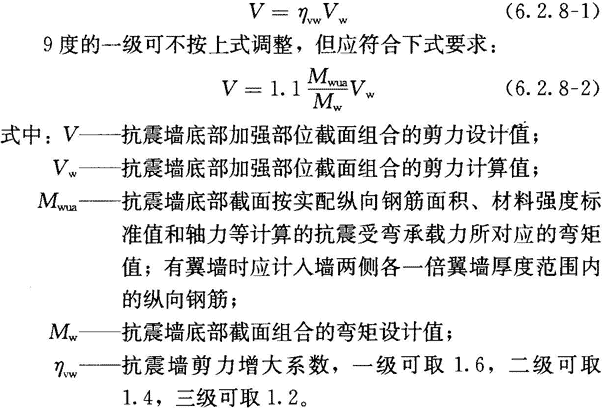 V = η_vw V_w (6.2.8-1)
9度的一级可不按上式调整，但应符合下式要求：
V = 1.1 M_wua/M_w V_w (6.2.8-2)
式中：V——抗震墙底部加强部位截面组合的剪力设计值；
V_w——抗震墙底部加强部位截面组合的剪力计算值；
M_wua——抗震墙底部截面按实配纵向钢筋面积、材料强度标
准值和轴力等计算的抗震受弯承载力所对应的弯矩
值；有翼墙时应计入墙两侧各一倍翼墙厚度范围内
的纵向钢筋；
M_w——抗震墙底部截面组合的弯矩设计值；
η_vw——抗震墙剪力增大系数，一级可取1.6，二级可取
1.4，三级可取1.2。